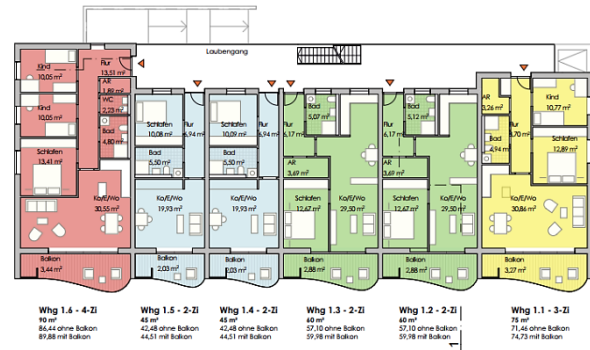 Laubengang
Kind
10,05 m²
Flur
13,51 m²
AR
1,89 m²
WC
2,23 m²
Kind
10,05 m²
Bad
4,80 m²
Schlafen
13,41 m²
Ko/E/Wo
30,55 m²
Balkon
3,44 m²
Schlafen
10,08 m²
Flur
6,94 m²
Bad
5,50 m²
Ko/E/Wo
19,93 m²
Balkon
2,03 m²
Schlafen
10,09 m²
Flur
6,94 m²
Bad
5,50 m²
Ko/E/Wo
19,93 m²
Balkon
2,03 m²
Flur
6,17 m²
Bad
5,07 m²
AR
3,69 m²
Schlafen
12,67 m²
Ko/E/Wo
29,50 m²
Balkon
2,88 m²
Flur
6,17 m²
Bad
5,12 m²
AR
3,69 m²
Schlafen
12,67 m²
Ko/E/Wo
29,50 m²
Balkon
2,88 m²
AR
3,26 m²
Flur
8,70 m²
Kind
10,77 m²
Bad
4,94 m²
Schlafen
12,89 m²
Ko/E/Wo
30,86 m²
Balkon
3,27 m²
Whg 1.6 - 4-Zi
90 m²
86,44 ohne Balkon
89,88 mit Balkon
Whg 1.5 - 2-Zi
45 m²
42,48 ohne Balkon
44,51 mit Balkon
Whg 1.4 - 2-Zi
45 m²
42,48 ohne Balkon
44,51 mit Balkon
Whg 1.3 - 2-Zi
60 m²
57,10 ohne Balkon
59,98 mit Balkon
Whg 1.2 - 2-Zi
60 m²
57,10 ohne Balkon
59,98 mit Balkon
Whg 1.1 - 3-Zi
75 m²
71,46 ohne Balkon
74,73 mit Balkon